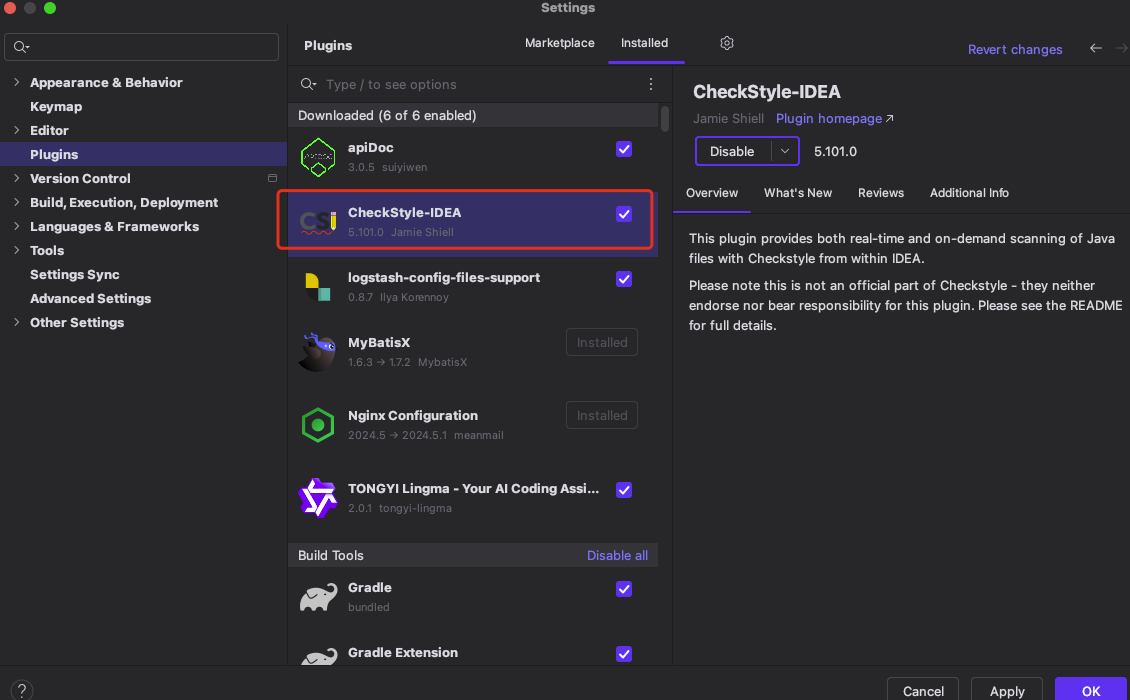 Settings
Appearance & Behavior
Keymap
Editor
Plugins
Version Control
Build, Execution, Deployment
Languages & Frameworks
Tools
Settings Sync
Advanced Settings
Other Settings
?
Plugins
Marketplace
Installed
Revert changes
Type / to see options
Downloaded (6 of 6 enabled)
apiDoc
3.0.5 suiyiwen
CheckStyle-IDEA
5.101.0 Jamie Shiell
logstash-config-files-support
0.8.7 Ilya Korennoy
MyBatisX
Installed
1.6.3 → 1.7.2 MybatisX
Nginx Configuration
Installed
2024.5 → 2024.5.1 meanmail
TONGYI Lingma - Your AI Coding Assi...
2.0.1 tongyi-lingma
Build Tools
Disable all
Gradle
bundled
Gradle Extension
CheckStyle-IDEA
Jamie Shiell Plugin homepage ↗
Disable
5.101.0
Overview
What's New
Reviews
Additional Info
This plugin provides both real-time and on-demand scanning of Java
files with Checkstyle from within IDEA.
Please note this is not an official part of Checkstyle - they neither
endorse nor bear responsibility for this plugin. Please see the README
for full details.
Cancel
Apply
OK